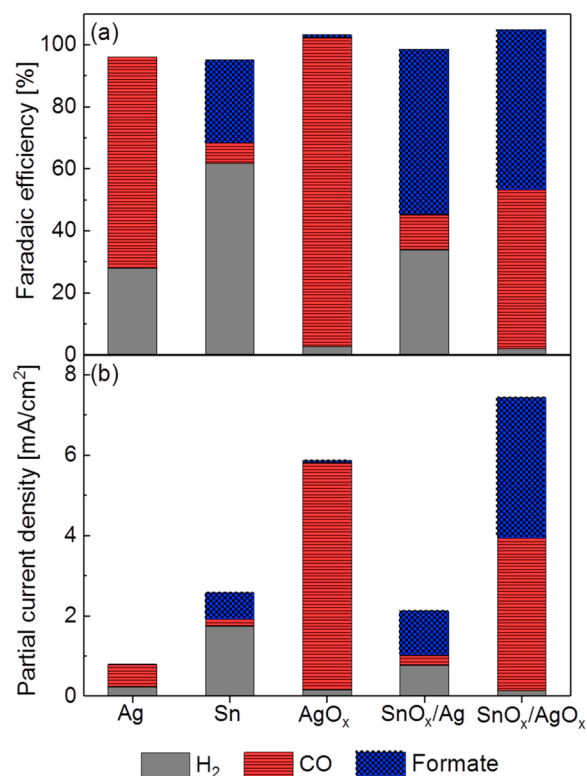 (a)
Faradaic efficiency [%]
100
80
60
40
20
0
(b)
Partial current density [mA/cm²]
8
6
4
2
0
Ag Sn AgOₓ SnOₓ/Ag SnOₓ/AgOₓ
H₂ CO Formate